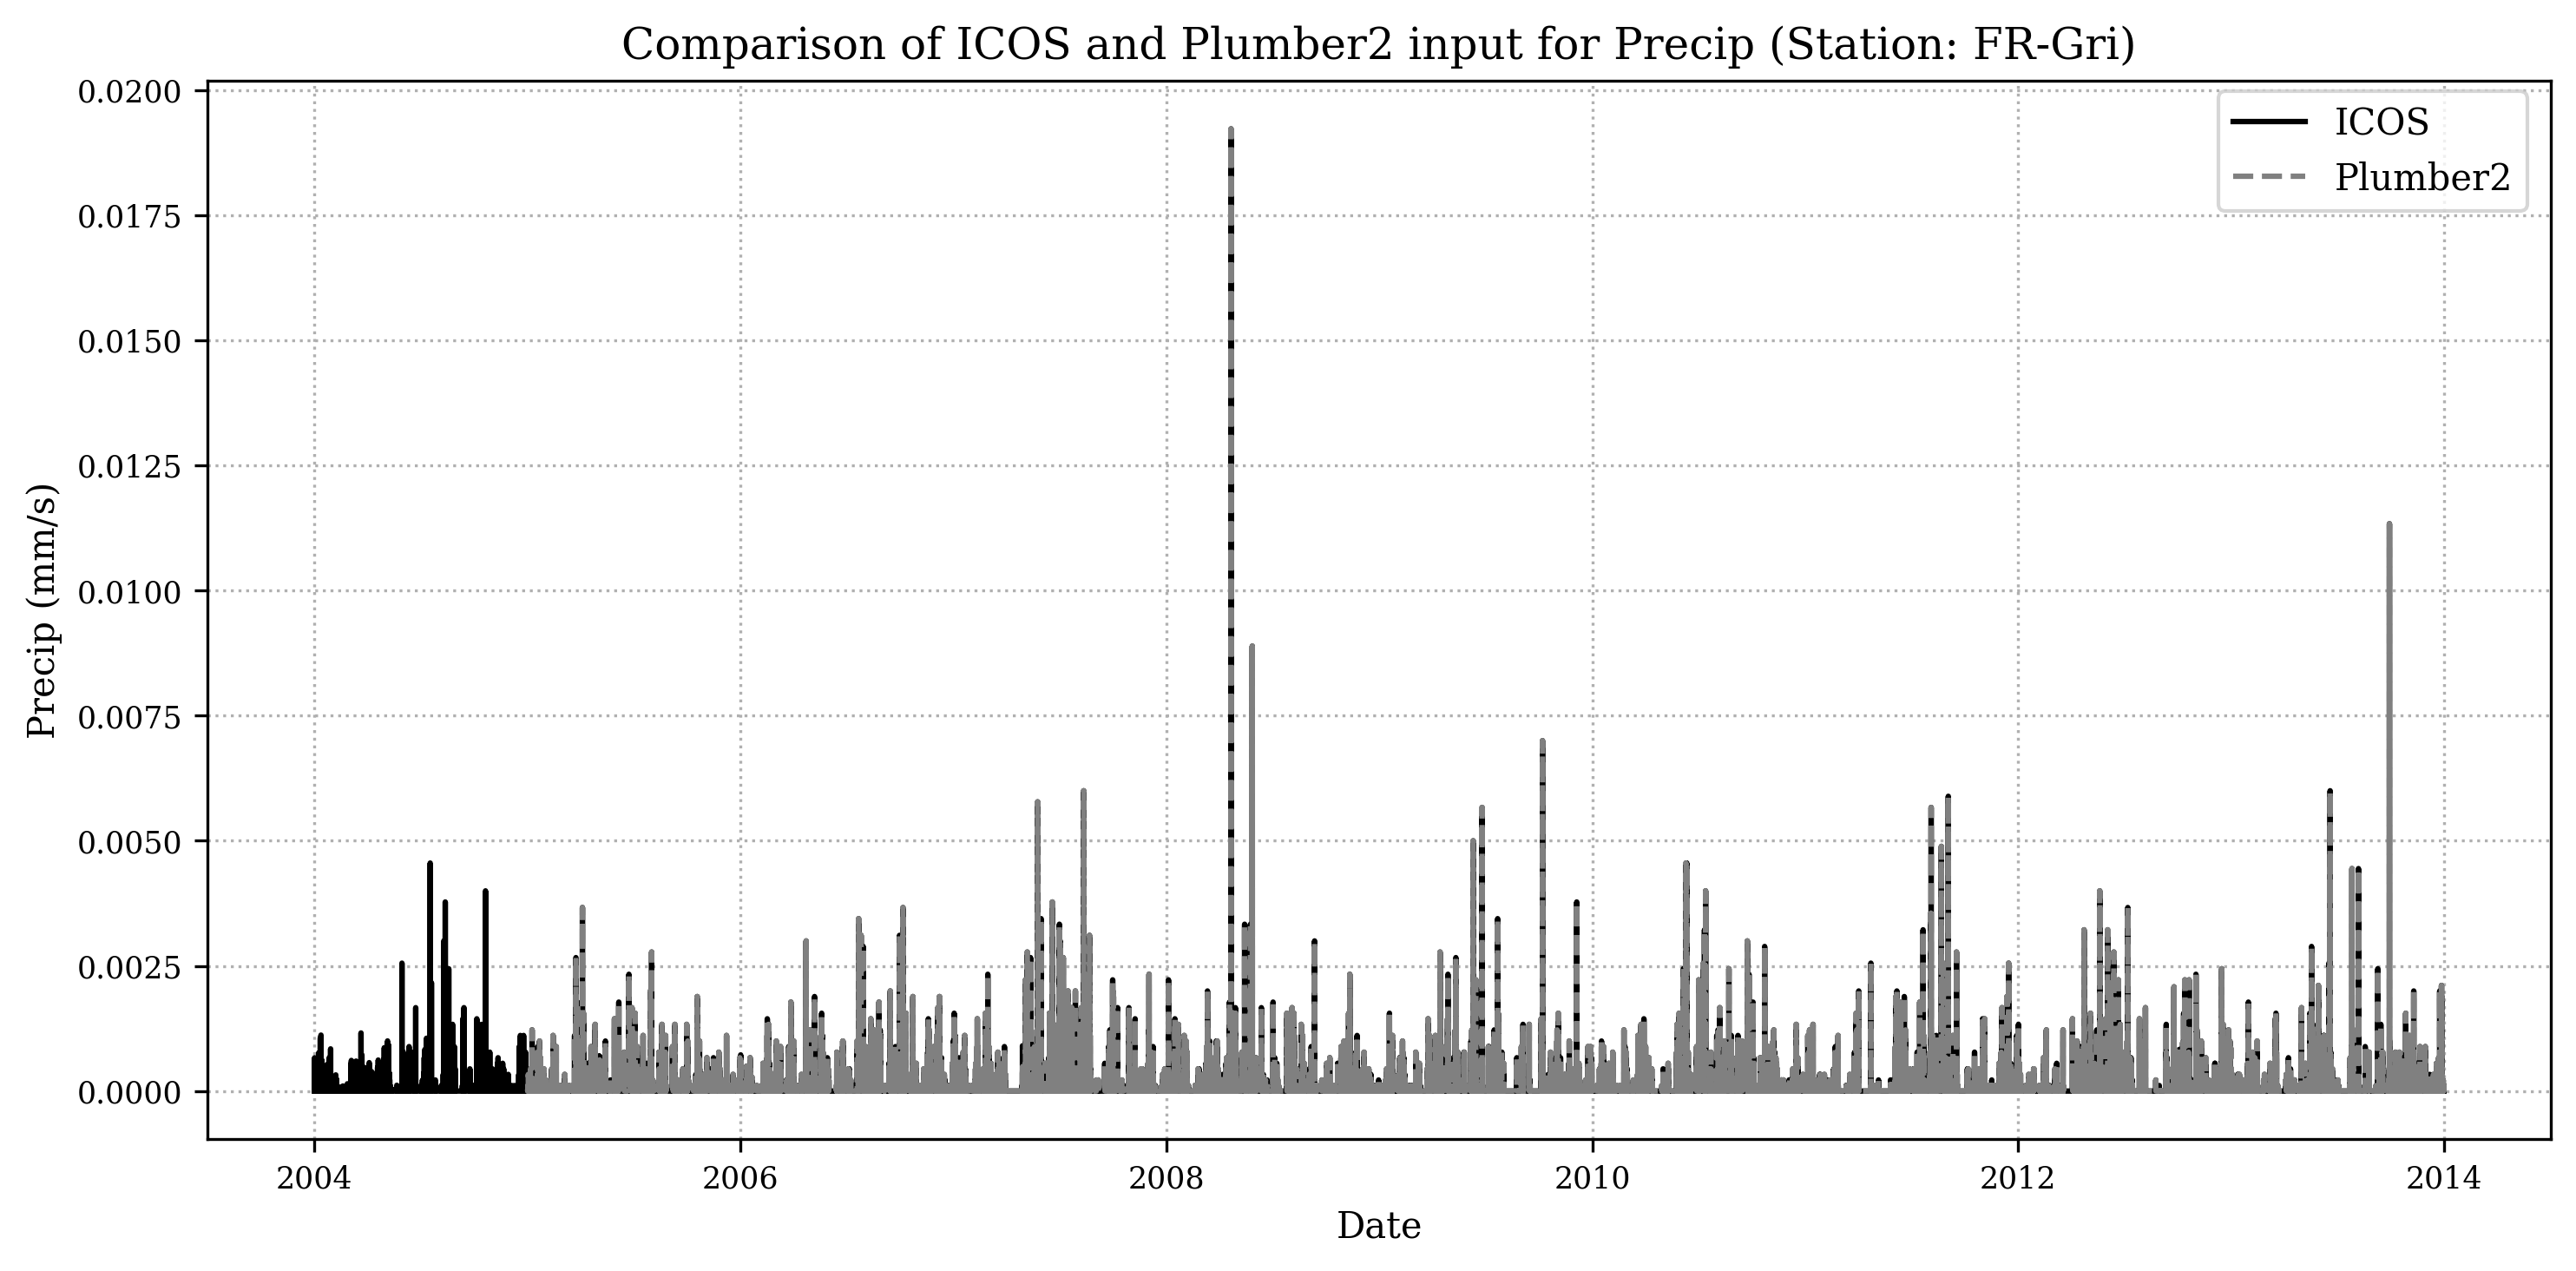 Comparison of ICOS and Plumber2 input for Precip (Station: FR-Gri)
0.0200
0.0175
0.0150
0.0125
0.0100
0.0075
0.0050
0.0025
0.0000
Precip (mm/s)
ICOS
Plumber2
2004 2006 2008 2010 2012 2014
Date